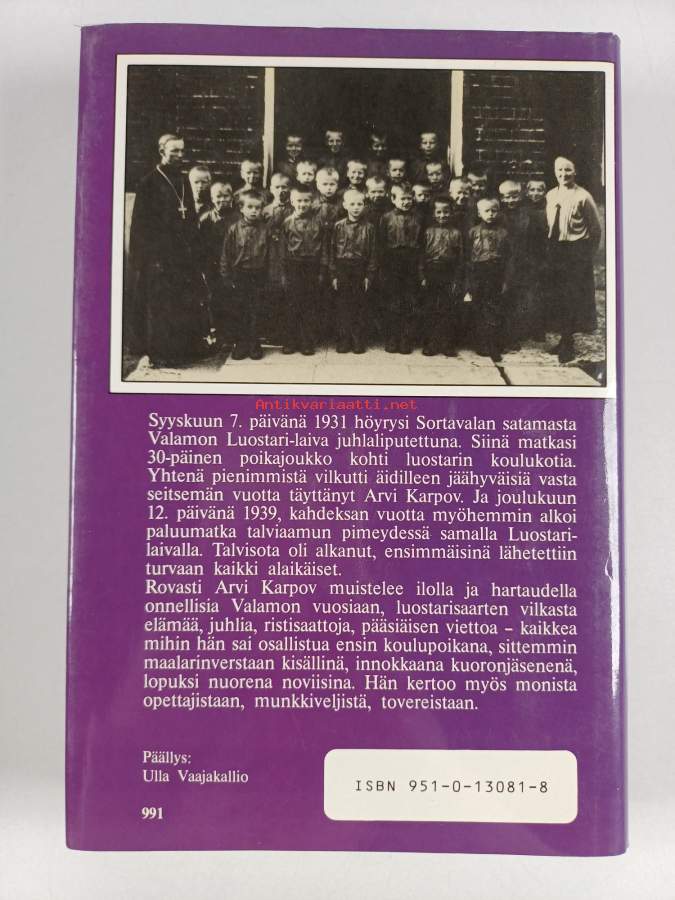 Antikvariaatti.net
Syyskuun 7. päivänä 1931 höyrysi Sortavalan satamasta
Valamon Luostari-laiva juhlaliputettuna. Siinä matkasi
30-päinen poikajoukko kohti luostarin koulukotia.
Yhtenä pienimmistä vilkutti äidilleen jäähyväisiä vasta
seitsemän vuotta täyttänyt Arvi Karpov. Ja joulukuun
12. päivänä 1939, kahdeksan vuotta myöhemmin alkoi
paluumatka talviaamun pimeydessä samalla Luostari-
laivalla. Talvisota oli alkanut, ensimmäisinä lähetettiin
turvaan kaikki alaikäiset.
Rovasti Arvi Karpov muistelee ilolla ja hartaudella
onnellisia Valamon vuosiaan, luostarisaarten vilkasta
elämää, juhlia, ristisaattoja, pääsiäisen viettoa – kaikkea
mihin hän sai osallistua ensin koulupoikana, sittemmin
maalarinverstaan kisällinä, innokkaana kuoronjäsenenä,
lopuksi nuorena noviisina. Hän kertoo myös monista
opettajistaan, munkkiveljistä, tovereistaan.
Päällys:
Ulla Vaajakallio
991
ISBN 951-0-13081-8